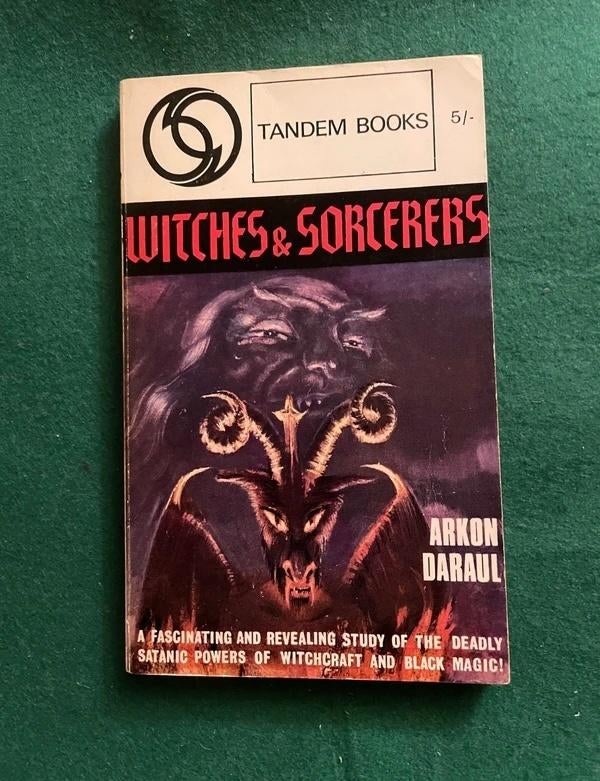 TANDEM BOOKS
5/-
WITCHES & SORCERERS
ARKON
DARAUL
A FASCINATING AND REVEALING STUDY OF THE DEADLY
SATANIC POWERS OF WITCHCRAFT AND BLACK MAGIC!